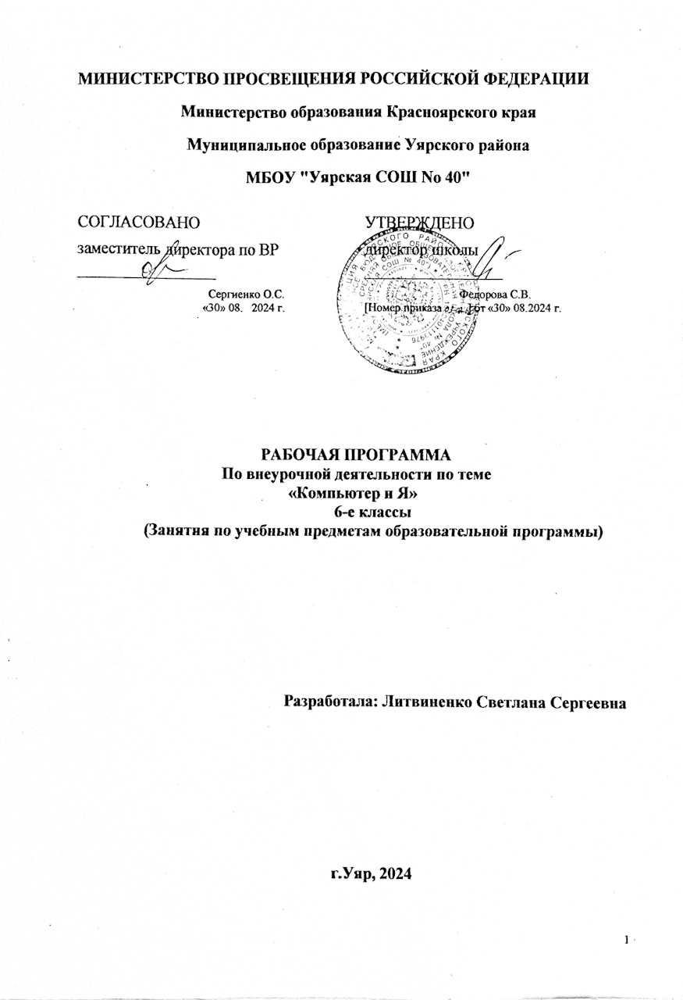 МИНИСТЕРСТВО ПРОСВЕЩЕНИЯ РОССИЙСКОЙ ФЕДЕРАЦИИ
Министерство образования Красноярского края
Муниципальное образование Уярского района
МБОУ "Уярская СОШ No 40"
СОГЛАСОВАНО
заместитель директора по ВР
Сергиенко О.С.
«30» 08. 2024 г.
УТВЕРЖДЕНО
директор школы
Федорова С.В.
[Номер приказа ] от «30» 08.2024 г.
РАБОЧАЯ ПРОГРАММА
По внеурочной деятельности по теме
«Компьютер и Я»
6-е классы
(Занятия по учебным предметам образовательной программы)
Разработала: Литвиненко Светлана Сергеевна
г.Уяр, 2024
1